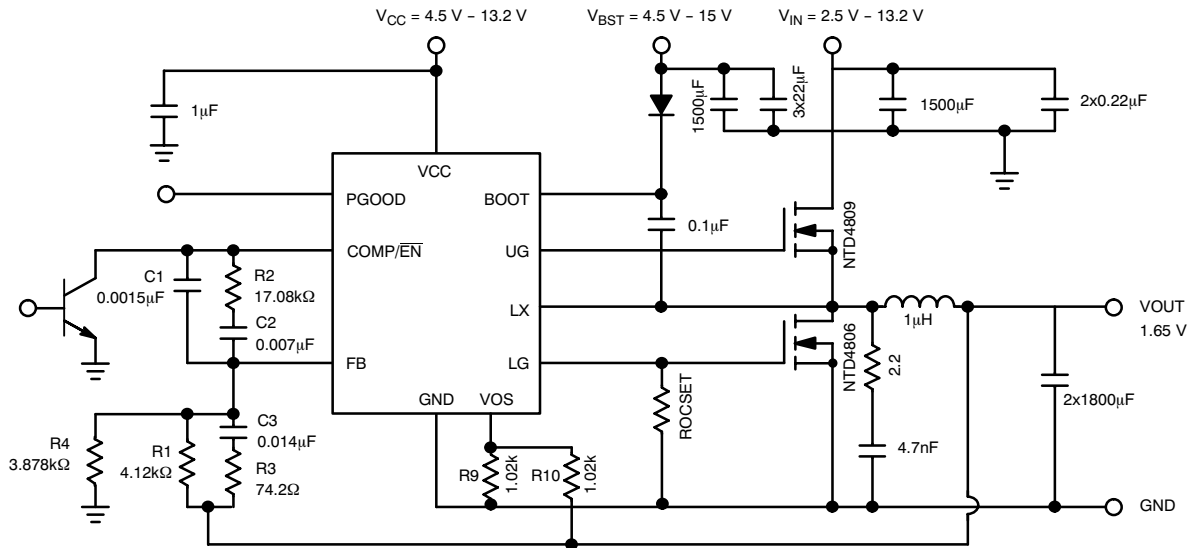 V_CC = 4.5 V − 13.2 V
V_BST = 4.5 V − 15 V
V_IN = 2.5 V − 13.2 V
1μF
1500μF
3x22μF
1500μF
2x0.22μF
VCC
PGOOD
BOOT
0.1μF
NTD4809
COMP/E̅N̅
UG
C1
0.0015μF
R2
17.08kΩ
C2
0.007μF
LX
1μH
VOUT
1.65 V
FB
LG
NTD4806
2.2
ROCSET
2x1800μF
GND
VOS
C3
0.014μF
R4
3.878kΩ
R1
4.12kΩ
R3
74.2Ω
R9
1.02k
R10
1.02k
4.7nF
GND